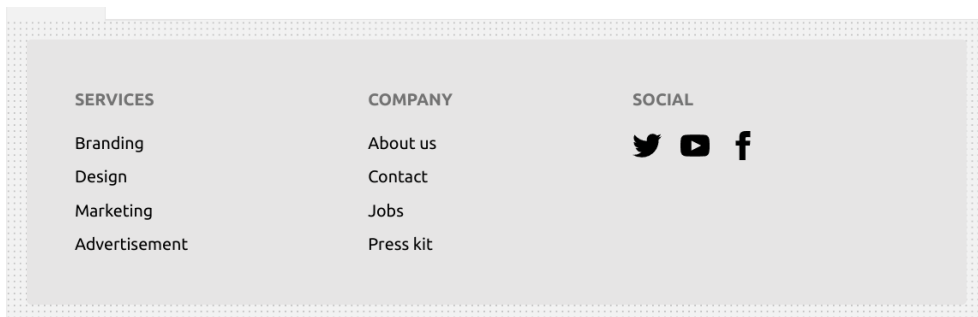 SERVICES
Branding
Design
Marketing
Advertisement
COMPANY
About us
Contact
Jobs
Press kit
SOCIAL